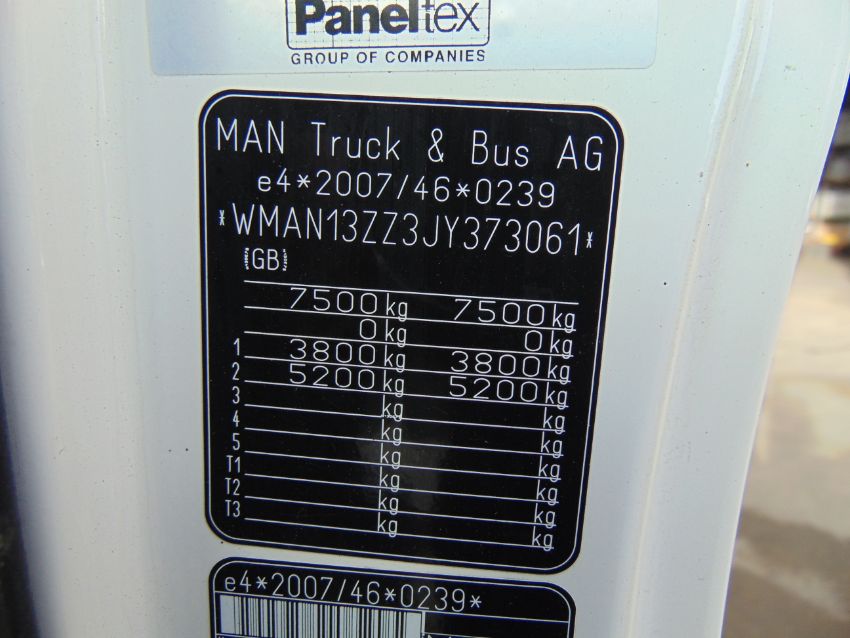 Paneltex
GROUP OF COMPANIES
MAN Truck & Bus AG
e4*2007/46*0239
*WMAN13ZZ3JY373061*
(GB)
7500kg 7500kg
0kg 0kg
1 3800kg 3800kg
2 5200kg 5200kg
3 kg kg
4 kg kg
5 kg kg
T1 kg kg
T2 kg kg
T3 kg kg
e4*2007/46*0239*